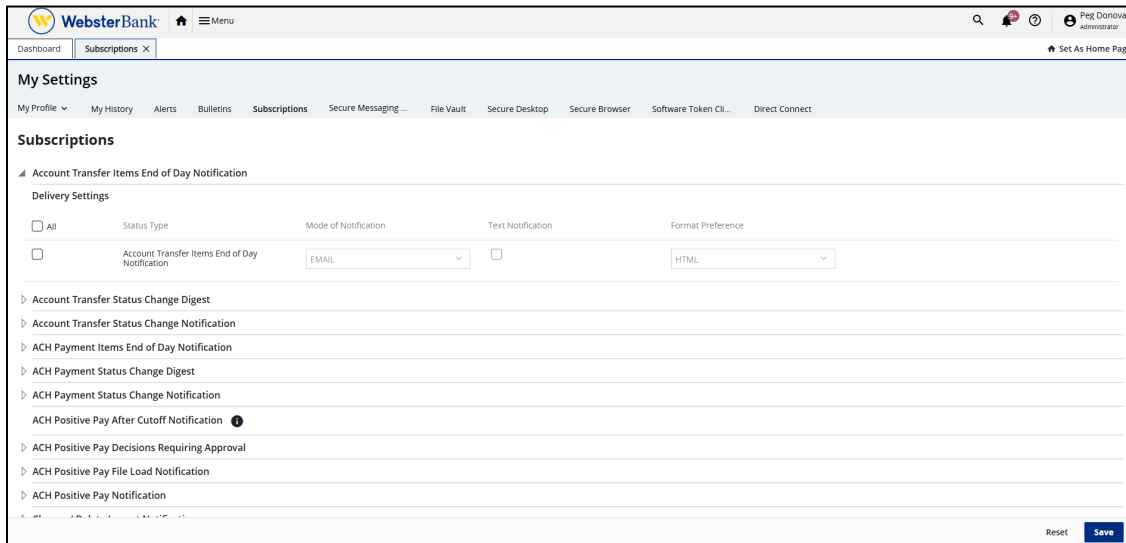 WebsterBank Menu 9+ Peg Donova
Administrator
Dashboard Subscriptions X Set As Home Pag
My Settings
My Profile My History Alerts Bulletins Subscriptions Secure Messaging ... File Vault Secure Desktop Secure Browser Software Token Cli... Direct Connect
Subscriptions
Account Transfer Items End of Day Notification
Delivery Settings
All Status Type Mode of Notification Text Notification Format Preference
Account Transfer Items End of Day
Notification
EMAIL HTML
Account Transfer Status Change Digest
Account Transfer Status Change Notification
ACH Payment Items End of Day Notification
ACH Payment Status Change Digest
ACH Payment Status Change Notification
ACH Positive Pay After Cutoff Notification
ACH Positive Pay Decisions Requiring Approval
ACH Positive Pay File Load Notification
ACH Positive Pay Notification
Reset Save